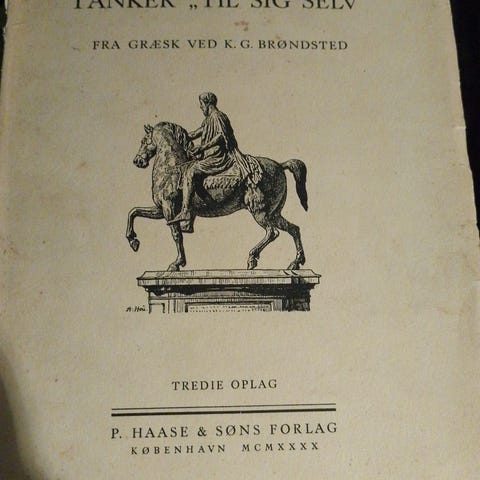 TANKER „TIL SIG SELV
FRA GRÆSK VED K. G. BRØNDSTED
TREDIE OPLAG
P. HAASE & SØNS FORLAG
KØBENHAVN MCMXXXX